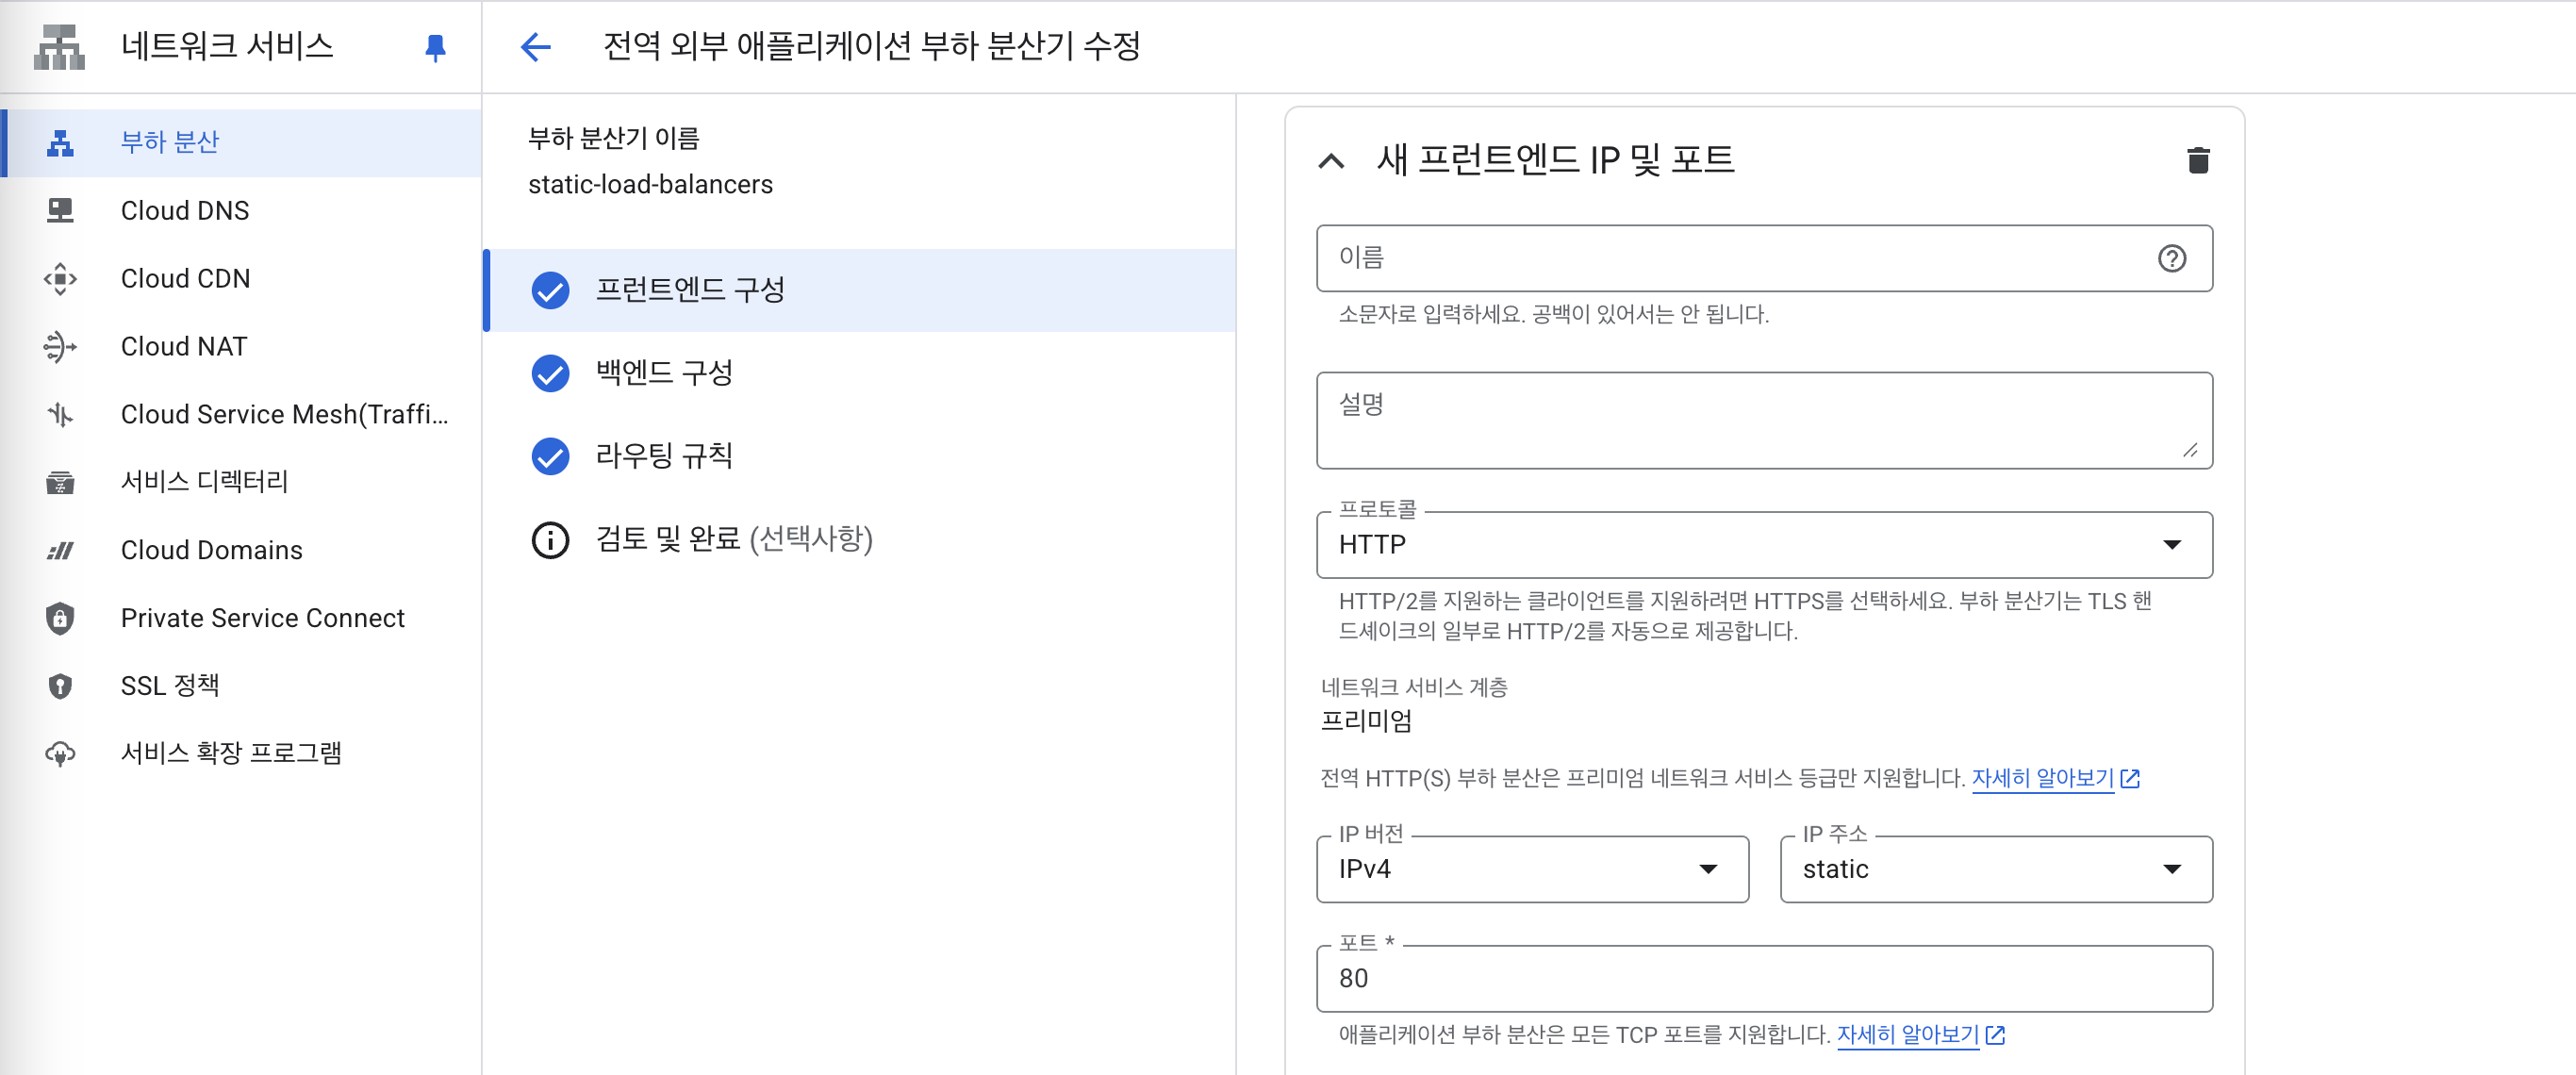 네트워크 서비스
전역 외부 애플리케이션 부하 분산기 수정
부하 분산
Cloud DNS
Cloud CDN
Cloud NAT
Cloud Service Mesh(Traffi...
서비스 디렉터리
Cloud Domains
Private Service Connect
SSL 정책
서비스 확장 프로그램
부하 분산기 이름
static-load-balancers
프런트엔드 구성
백엔드 구성
라우팅 규칙
검토 및 완료 (선택사항)
새 프런트엔드 IP 및 포트
이름
소문자로 입력하세요. 공백이 있어서는 안 됩니다.
설명
프로토콜
HTTP
HTTP/2를 지원하는 클라이언트를 지원하려면 HTTPS를 선택하세요. 부하 분산기는 TLS 핸
드셰이크의 일부로 HTTP/2를 자동으로 제공합니다.
네트워크 서비스 계층
프리미엄
전역 HTTP(S) 부하 분산은 프리미엄 네트워크 서비스 등급만 지원합니다. 자세히 알아보기
IP 버전
IPv4
IP 주소
static
포트 *
80
애플리케이션 부하 분산은 모든 TCP 포트를 지원합니다. 자세히 알아보기